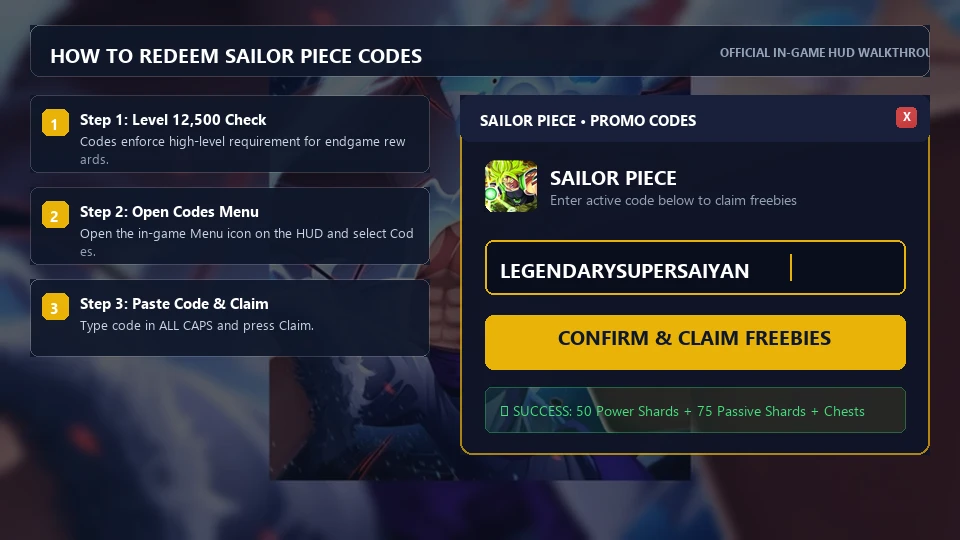 HOW TO REDEEM SAILOR PIECE CODES
OFFICIAL IN-GAME HUD WALKTHROU
1
Step 1: Level 12,500 Check
Codes enforce high-level requirement for endgame rew
ards.
2
Step 2: Open Codes Menu
Open the in-game Menu icon on the HUD and select Cod
es.
3
Step 3: Paste Code & Claim
Type code in ALL CAPS and press Claim.
SAILOR PIECE • PROMO CODES
X
SAILOR PIECE
Enter active code below to claim freebies
LEGENDARYSUPERSAIYAN
CONFIRM & CLAIM FREEBIES
SUCCESS: 50 Power Shards + 75 Passive Shards + Chests